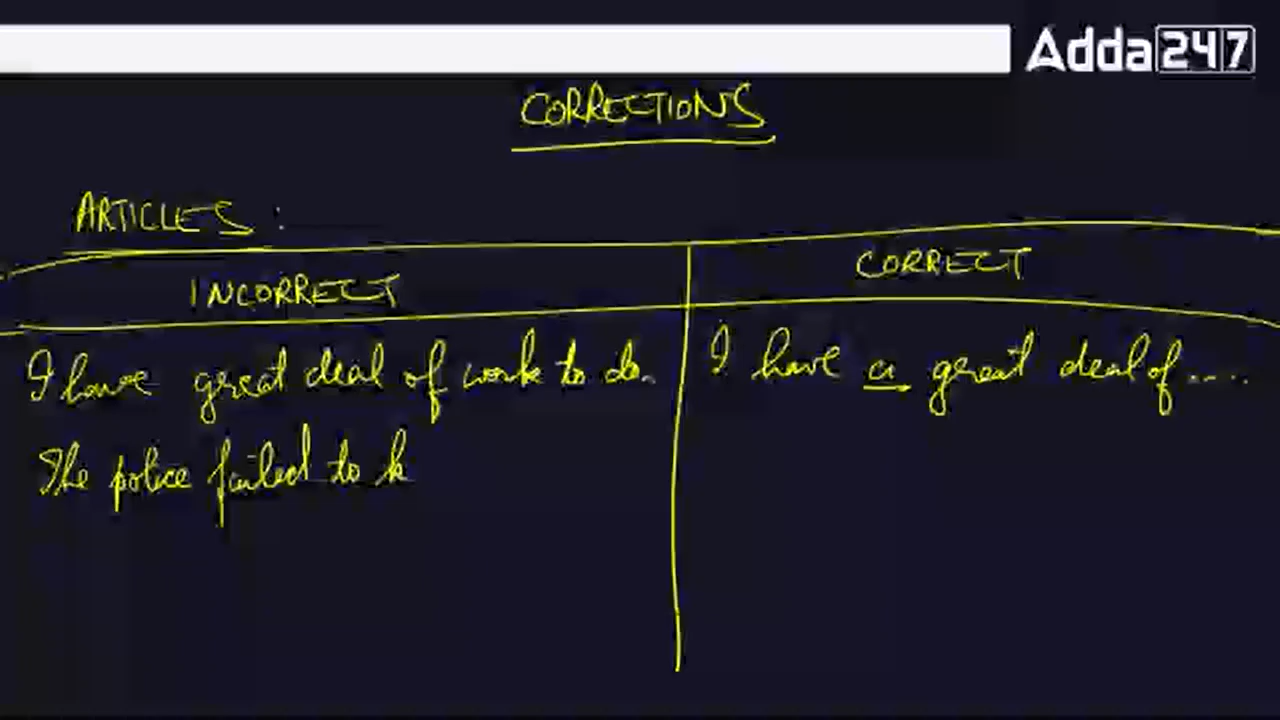 Adda247
CORRECTIONS
ARTICLES:
INCORRECT
CORRECT
I have great deal of work to do.
I have a great deal of.....
The police failed to k